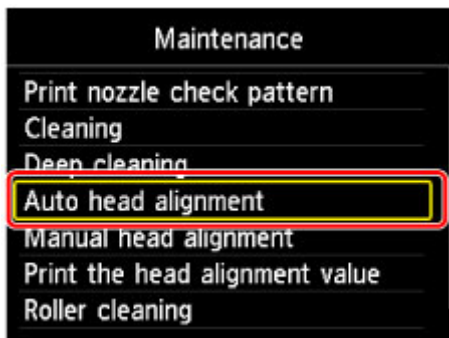 Maintenance
Print nozzle check pattern
Cleaning
Deep cleaning
Auto head alignment
Manual head alignment
Print the head alignment value
Roller cleaning